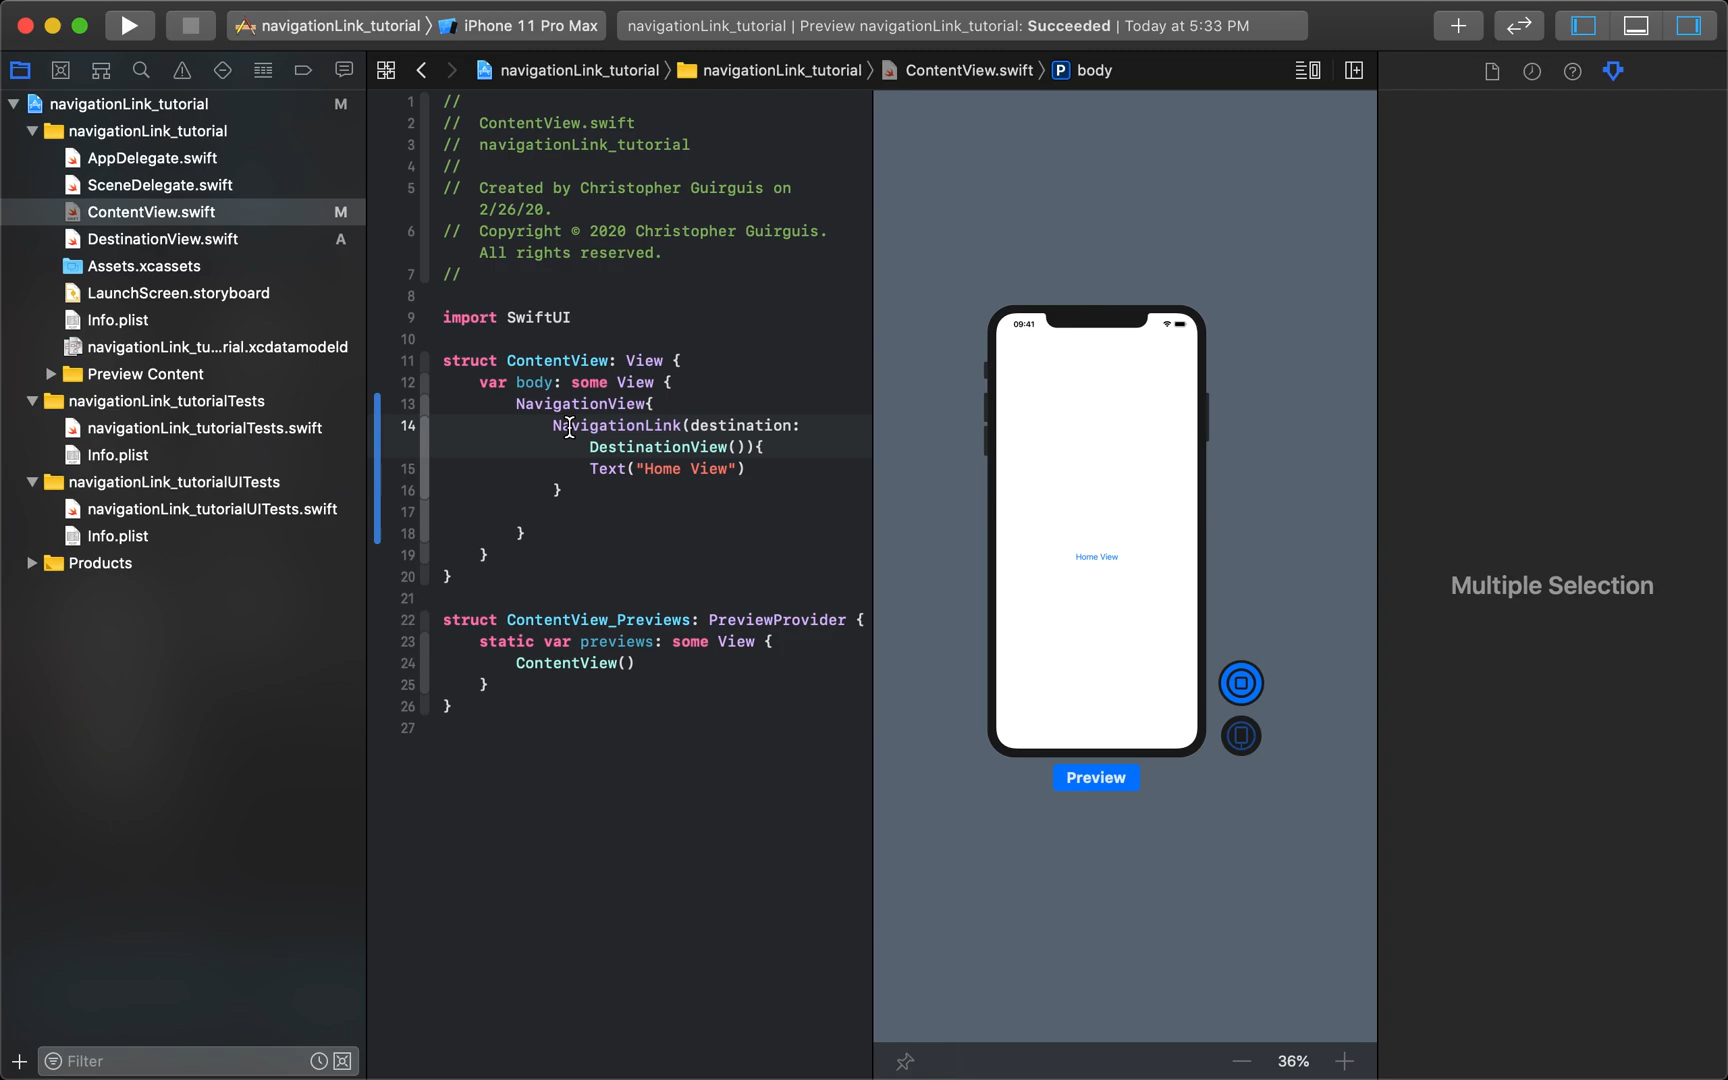 navigationLink_tutorial 〉 iPhone 11 Pro Max
navigationLink_tutorial | Preview navigationLink_tutorial: Succeeded | Today at 5:33 PM
navigationLink_tutorial 〉 navigationLink_tutorial 〉 ContentView.swift 〉 P body
navigationLink_tutorial M
navigationLink_tutorial
AppDelegate.swift
SceneDelegate.swift
ContentView.swift M
DestinationView.swift A
Assets.xcassets
LaunchScreen.storyboard
Info.plist
navigationLink_tu...rial.xcdatamodeld
Preview Content
navigationLink_tutorialTests
navigationLink_tutorialTests.swift
Info.plist
navigationLink_tutorialUITests
navigationLink_tutorialUITests.swift
Info.plist
Products
Filter
1 //
2 //  ContentView.swift
3 //  navigationLink_tutorial
4 //
5 //  Created by Christopher Guirguis on
2/26/20.
6 //  Copyright © 2020 Christopher Guirguis.
All rights reserved.
7 //
8
9 import SwiftUI
10
11 struct ContentView: View {
12 var body: some View {
13 NavigationView{
14 NavigationLink(destination:
DestinationView()){
15 Text("Home View")
16 }
17
18 }
19 }
20 }
21
22 struct ContentView_Previews: PreviewProvider {
23 static var previews: some View {
24 ContentView()
25 }
26 }
27
09:41
Home View
Preview
36%
Multiple Selection